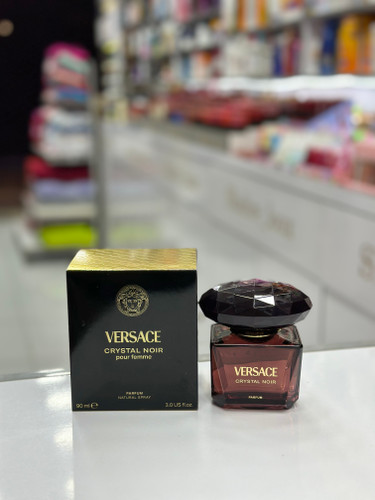 VERSACE
CRYSTAL NOIR
pour femme
PARFUM
NATURAL SPRAY
90 ml ℮ 3.0 US fl.oz
VERSACE
CRYSTAL NOIR
PARFUM